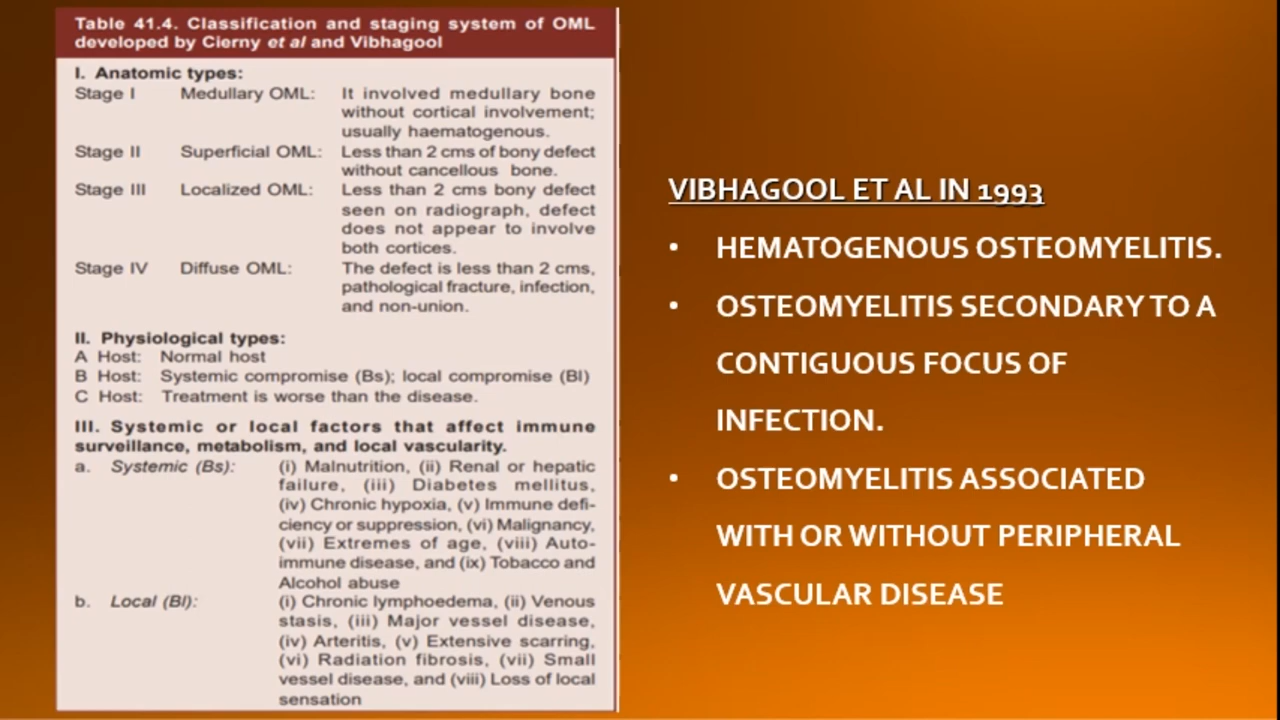 Table 41.4. Classification and staging system of OML
developed by Cierny et al and Vibhagool
I. Anatomic types:
Stage I Medullary OML: It involved medullary bone
without cortical involvement;
usually haematogenous.
Stage II Superficial OML: Less than 2 cms of bony defect
without cancellous bone.
Stage III Localized OML: Less than 2 cms bony defect
seen on radiograph, defect
does not appear to involve
both cortices.
Stage IV Diffuse OML: The defect is less than 2 cms,
pathological fracture, infection,
and non-union.
II. Physiological types:
A Host: Normal host
B Host: Systemic compromise (Bs); local compromise (Bl)
C Host: Treatment is worse than the disease.
III. Systemic or local factors that affect immune
surveillance, metabolism, and local vascularity.
a. Systemic (Bs): (i) Malnutrition, (ii) Renal or hepatic
failure, (iii) Diabetes mellitus,
(iv) Chronic hypoxia, (v) Immune defi-
ciency or suppression, (vi) Malignancy,
(vii) Extremes of age, (viii) Auto-
immune disease, and (ix) Tobacco and
Alcohol abuse
b. Local (Bl): (i) Chronic lymphoedema, (ii) Venous
stasis, (iii) Major vessel disease,
(iv) Arteritis, (v) Extensive scarring,
(vi) Radiation fibrosis, (vii) Small
vessel disease, and (viii) Loss of local
sensation
VIBHAGOOL ET AL IN 1993
• HEMATOGENOUS OSTEOMYELITIS.
• OSTEOMYELITIS SECONDARY TO A
CONTIGUOUS FOCUS OF
INFECTION.
• OSTEOMYELITIS ASSOCIATED
WITH OR WITHOUT PERIPHERAL
VASCULAR DISEASE